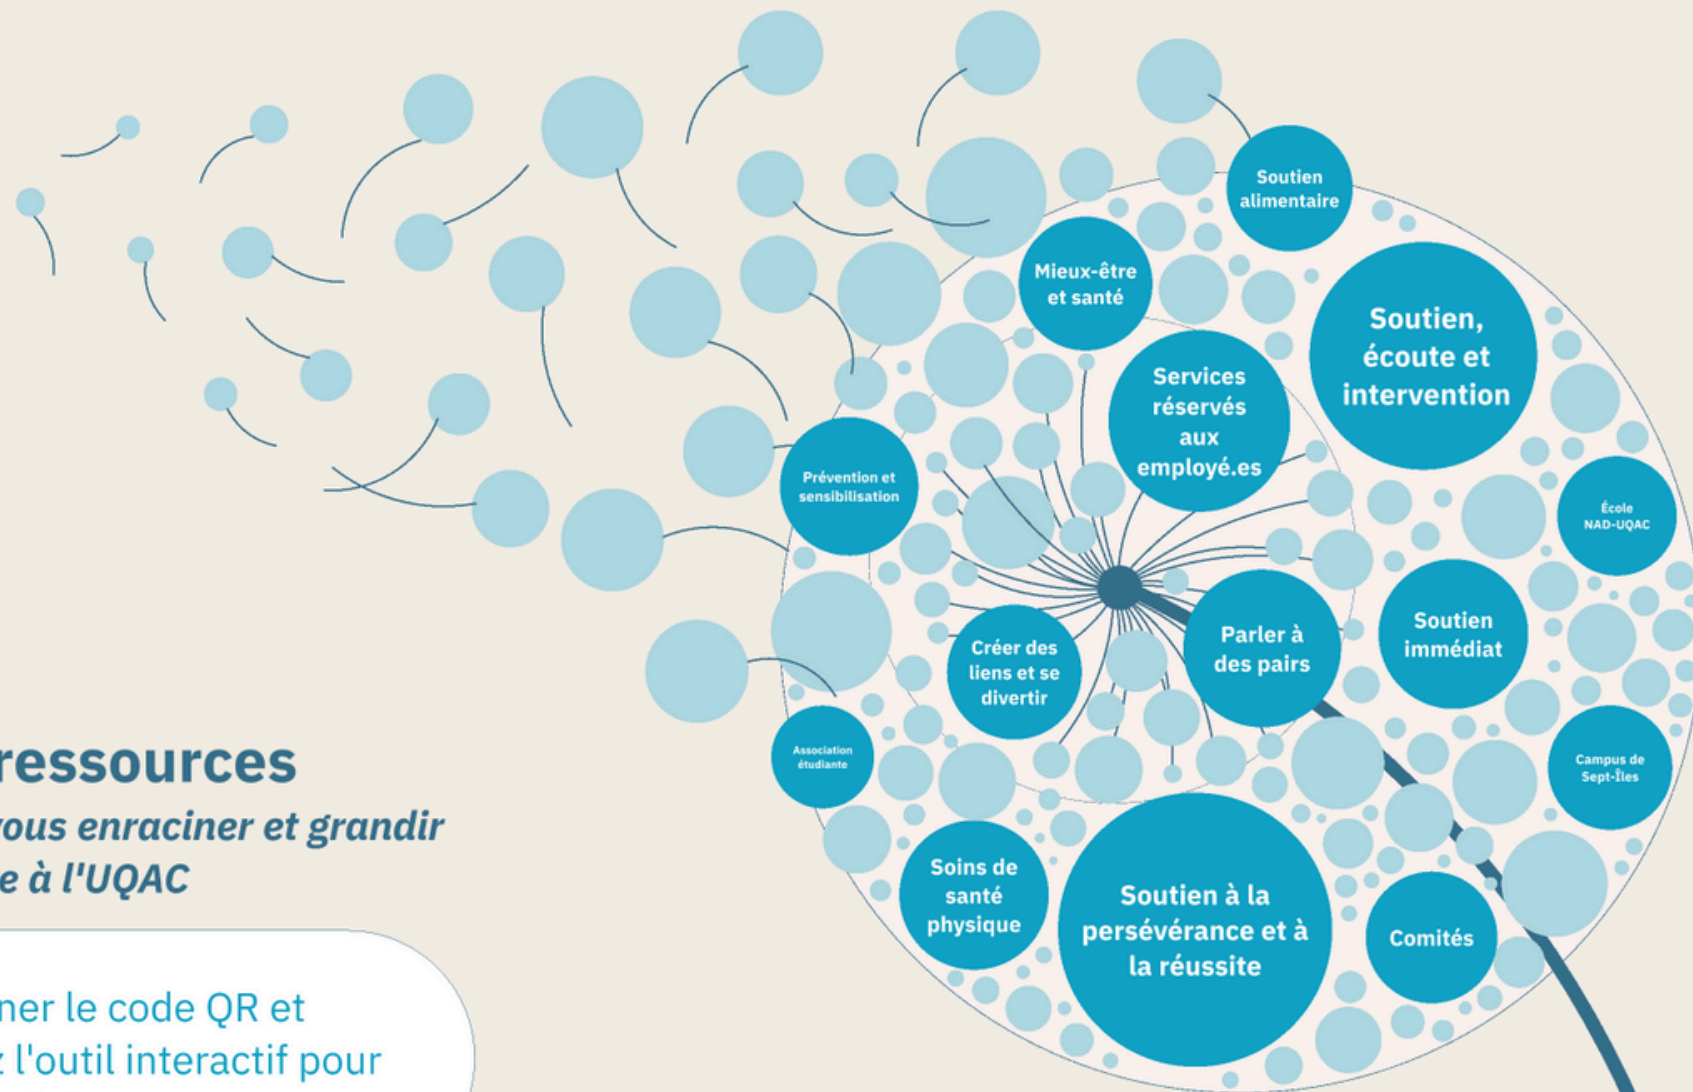 Soutien
alimentaire
Mieux-être
et santé
Soutien,
écoute et
intervention
Services
réservés
aux
employé.es
Prévention et
sensibilisation
École
NAD-UQAC
Soutien
immédiat
Parler à
des pairs
Créer des
liens et se
divertir
Association
étudiante
Campus de
Sept-Îles
Soins de
santé
physique
Soutien à la
persévérance et à
la réussite
Comités
ressources
vous enraciner et grandir
e à l'UQAC
ner le code QR et
z l'outil interactif pour